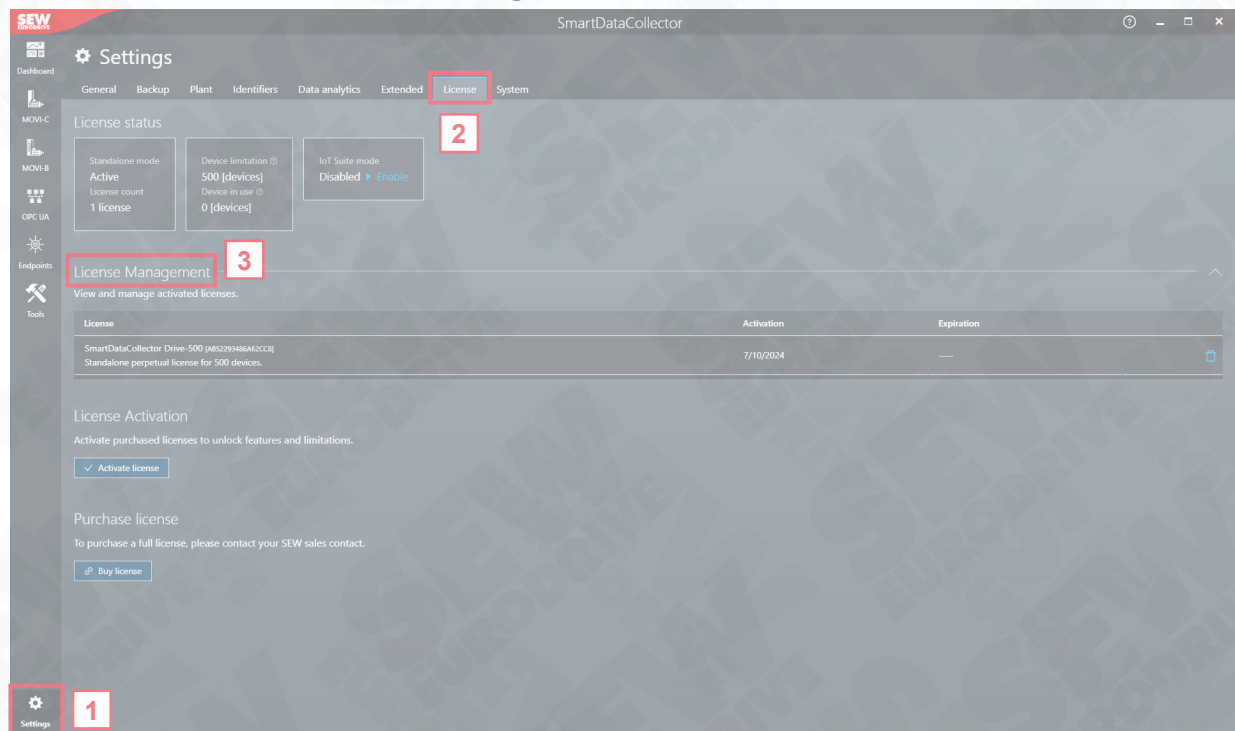 SEW
EURODRIVE
SmartDataCollector
Dashboard
MOVI-C
MOVI-B
OPC UA
Endpoints
Tools
Settings
1
Settings
General Backup Plant Identifiers Data analytics Extended License System
2
License status
Standalone mode
Active
License count
1 license
Device limitation
500 [devices]
Device in use
0 [devices]
IoT Suite mode
Disabled Enable
License Management
3
View and manage activated licenses.
License Activation Expiration
SmartDataCollector Drive-500 [AB52293486A62CC8]
Standalone perpetual license for 500 devices.
7/10/2024 ----
License Activation
Activate purchased licenses to unlock features and limitations.
Activate license
Purchase license
To purchase a full license, please contact your SEW sales contact.
Buy license